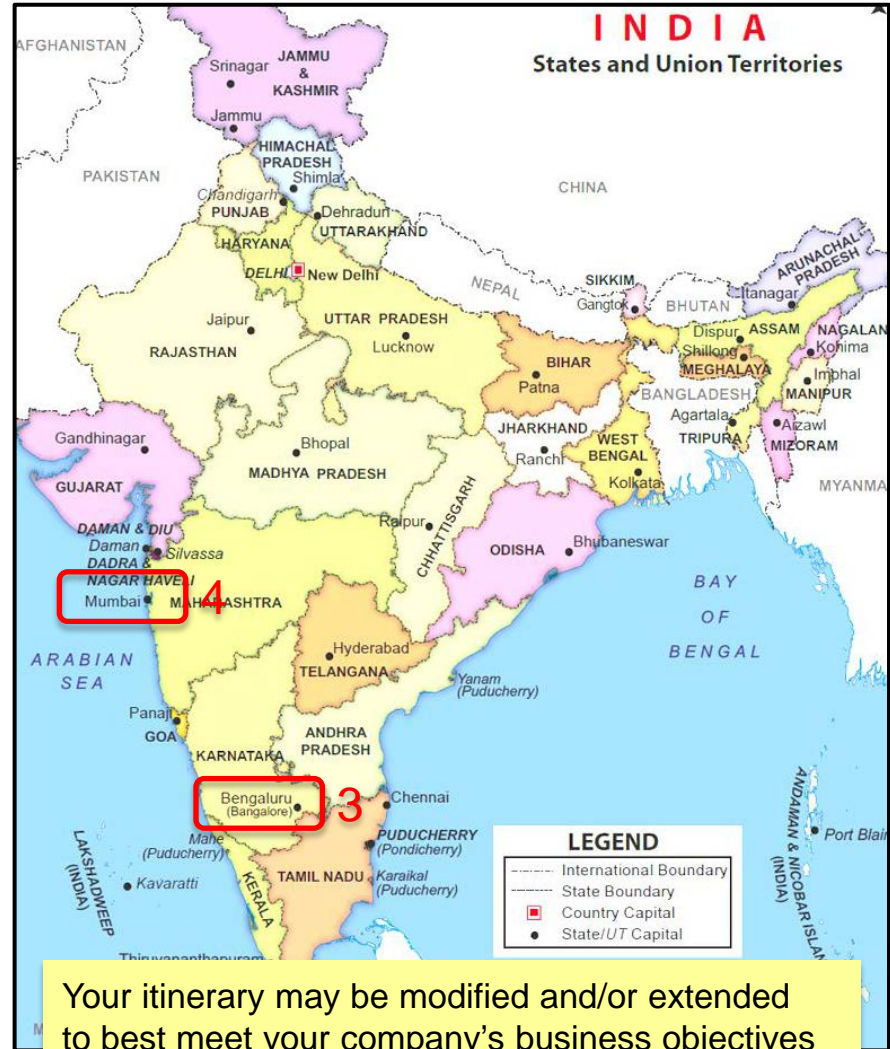 INDIA
States and Union Territories
AFGHANISTAN
JAMMU
&
KASHMIR
Srinagar
Jammu
HIMACHAL
PRADESH
Shimla
PAKISTAN
CHINA
Chandigarh
PUNJAB
Dehradun
UTTARAKHAND
HARYANA
DELHI
New Delhi
NEPAL
SIKKIM
Gangtok
BHUTAN
ARUNACHAL
PRADESH
Itanagar
Jaipur
RAJASTHAN
UTTAR PRADESH
Lucknow
BIHAR
Patna
Dispur
ASSAM
NAGALAN
Kohima
Shillong
MEGHALAYA
Imphal
MANIPUR
BANGLADESH
Agartala
TRIPURA
Aizawl
MIZORAM
Gandhinagar
GUJARAT
Bhopal
MADHYA PRADESH
JHARKHAND
Ranchi
WEST
BENGAL
Kolkata
MYANMA
DAMAN & DIU
Daman
Silvassa
DADRA &
NAGAR HAVELI
Raipur
CHHATTISGARH
ODISHA
Bhubaneswar
Mumbai
4
MAHARASHTRA
BAY
OF
BENGAL
ARABIAN
SEA
Hyderabad
TELANGANA
Yanam
(Puducherry)
Panaji
GOA
KARNATAKA
ANDHRA
PRADESH
Bengaluru
(Bangalore)
3
Chennai
Mahe
(Puducherry)
PUDUCHERRY
(Pondicherry)
LAKSHADWEEP
(INDIA)
Kavaratti
KERALA
TAMIL NADU
Karaikal
(Puducherry)
ANDAMAN & NICOBAR ISLAN
(INDIA)
Port Blair
Thiruvananthapuram
LEGEND
International Boundary
State Boundary
Country Capital
State/UT Capital
Your itinerary may be modified and/or extended
to best meet your company's business objectives